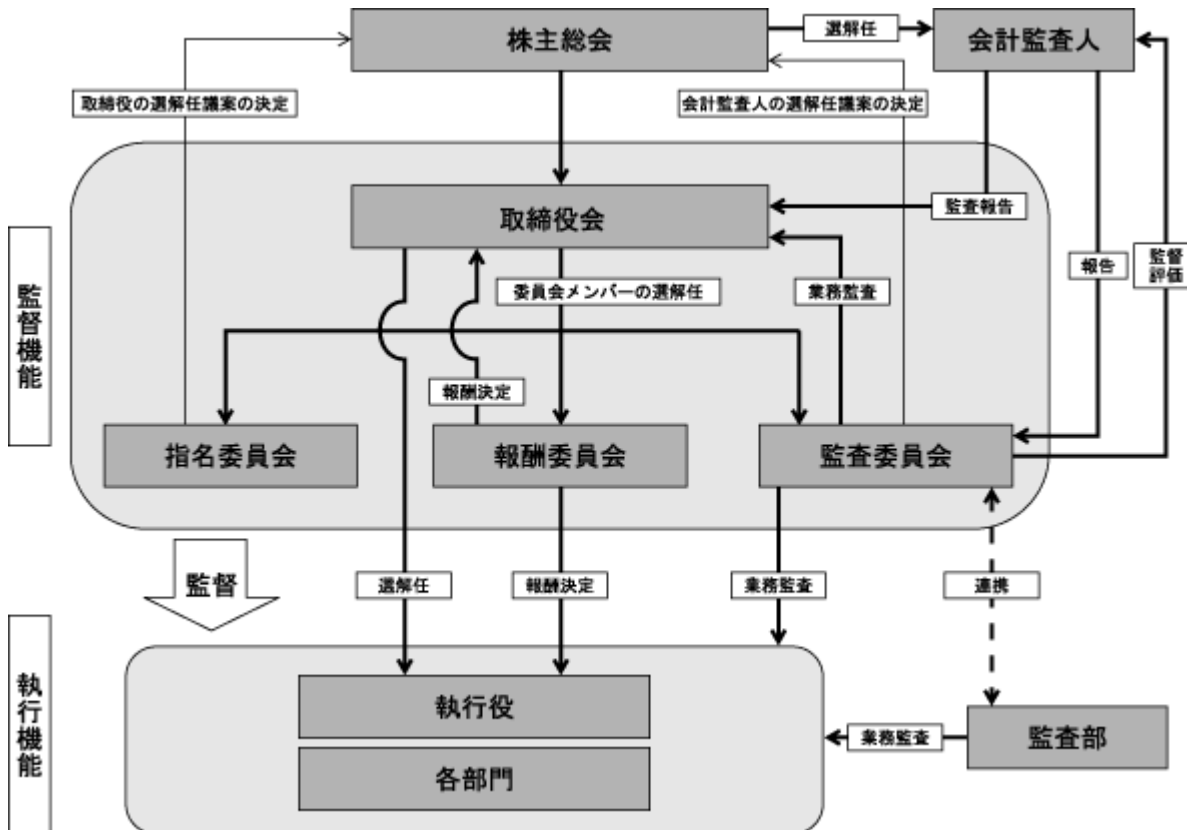 株主総会
選解任
会計監査人
取締役の選解任議案の決定
会計監査人の選解任議案の決定
取締役会
監査報告
監督機能
委員会メンバーの選解任
業務監査
報告
監督
評価
報酬決定
指名委員会
報酬委員会
監査委員会
監督
選解任
報酬決定
業務監査
連携
執行機能
執行役
業務監査
監査部
各部門